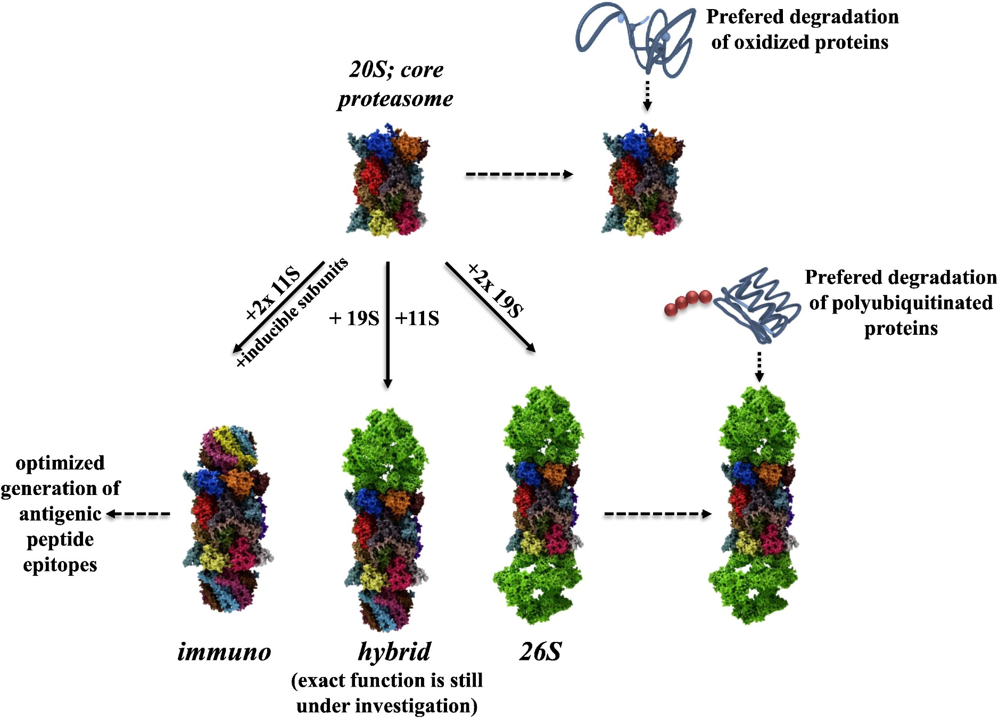 Prefered degradation
of oxidized proteins
20S; core
proteasome
+2x 11S
+inducible subunits
+ 19S
+11S
+2x 19S
Prefered degradation
of polyubiquitinated
proteins
optimized
generation of
antigenic
peptide
epitopes
immuno
hybrid
(exact function is still
under investigation)
26S